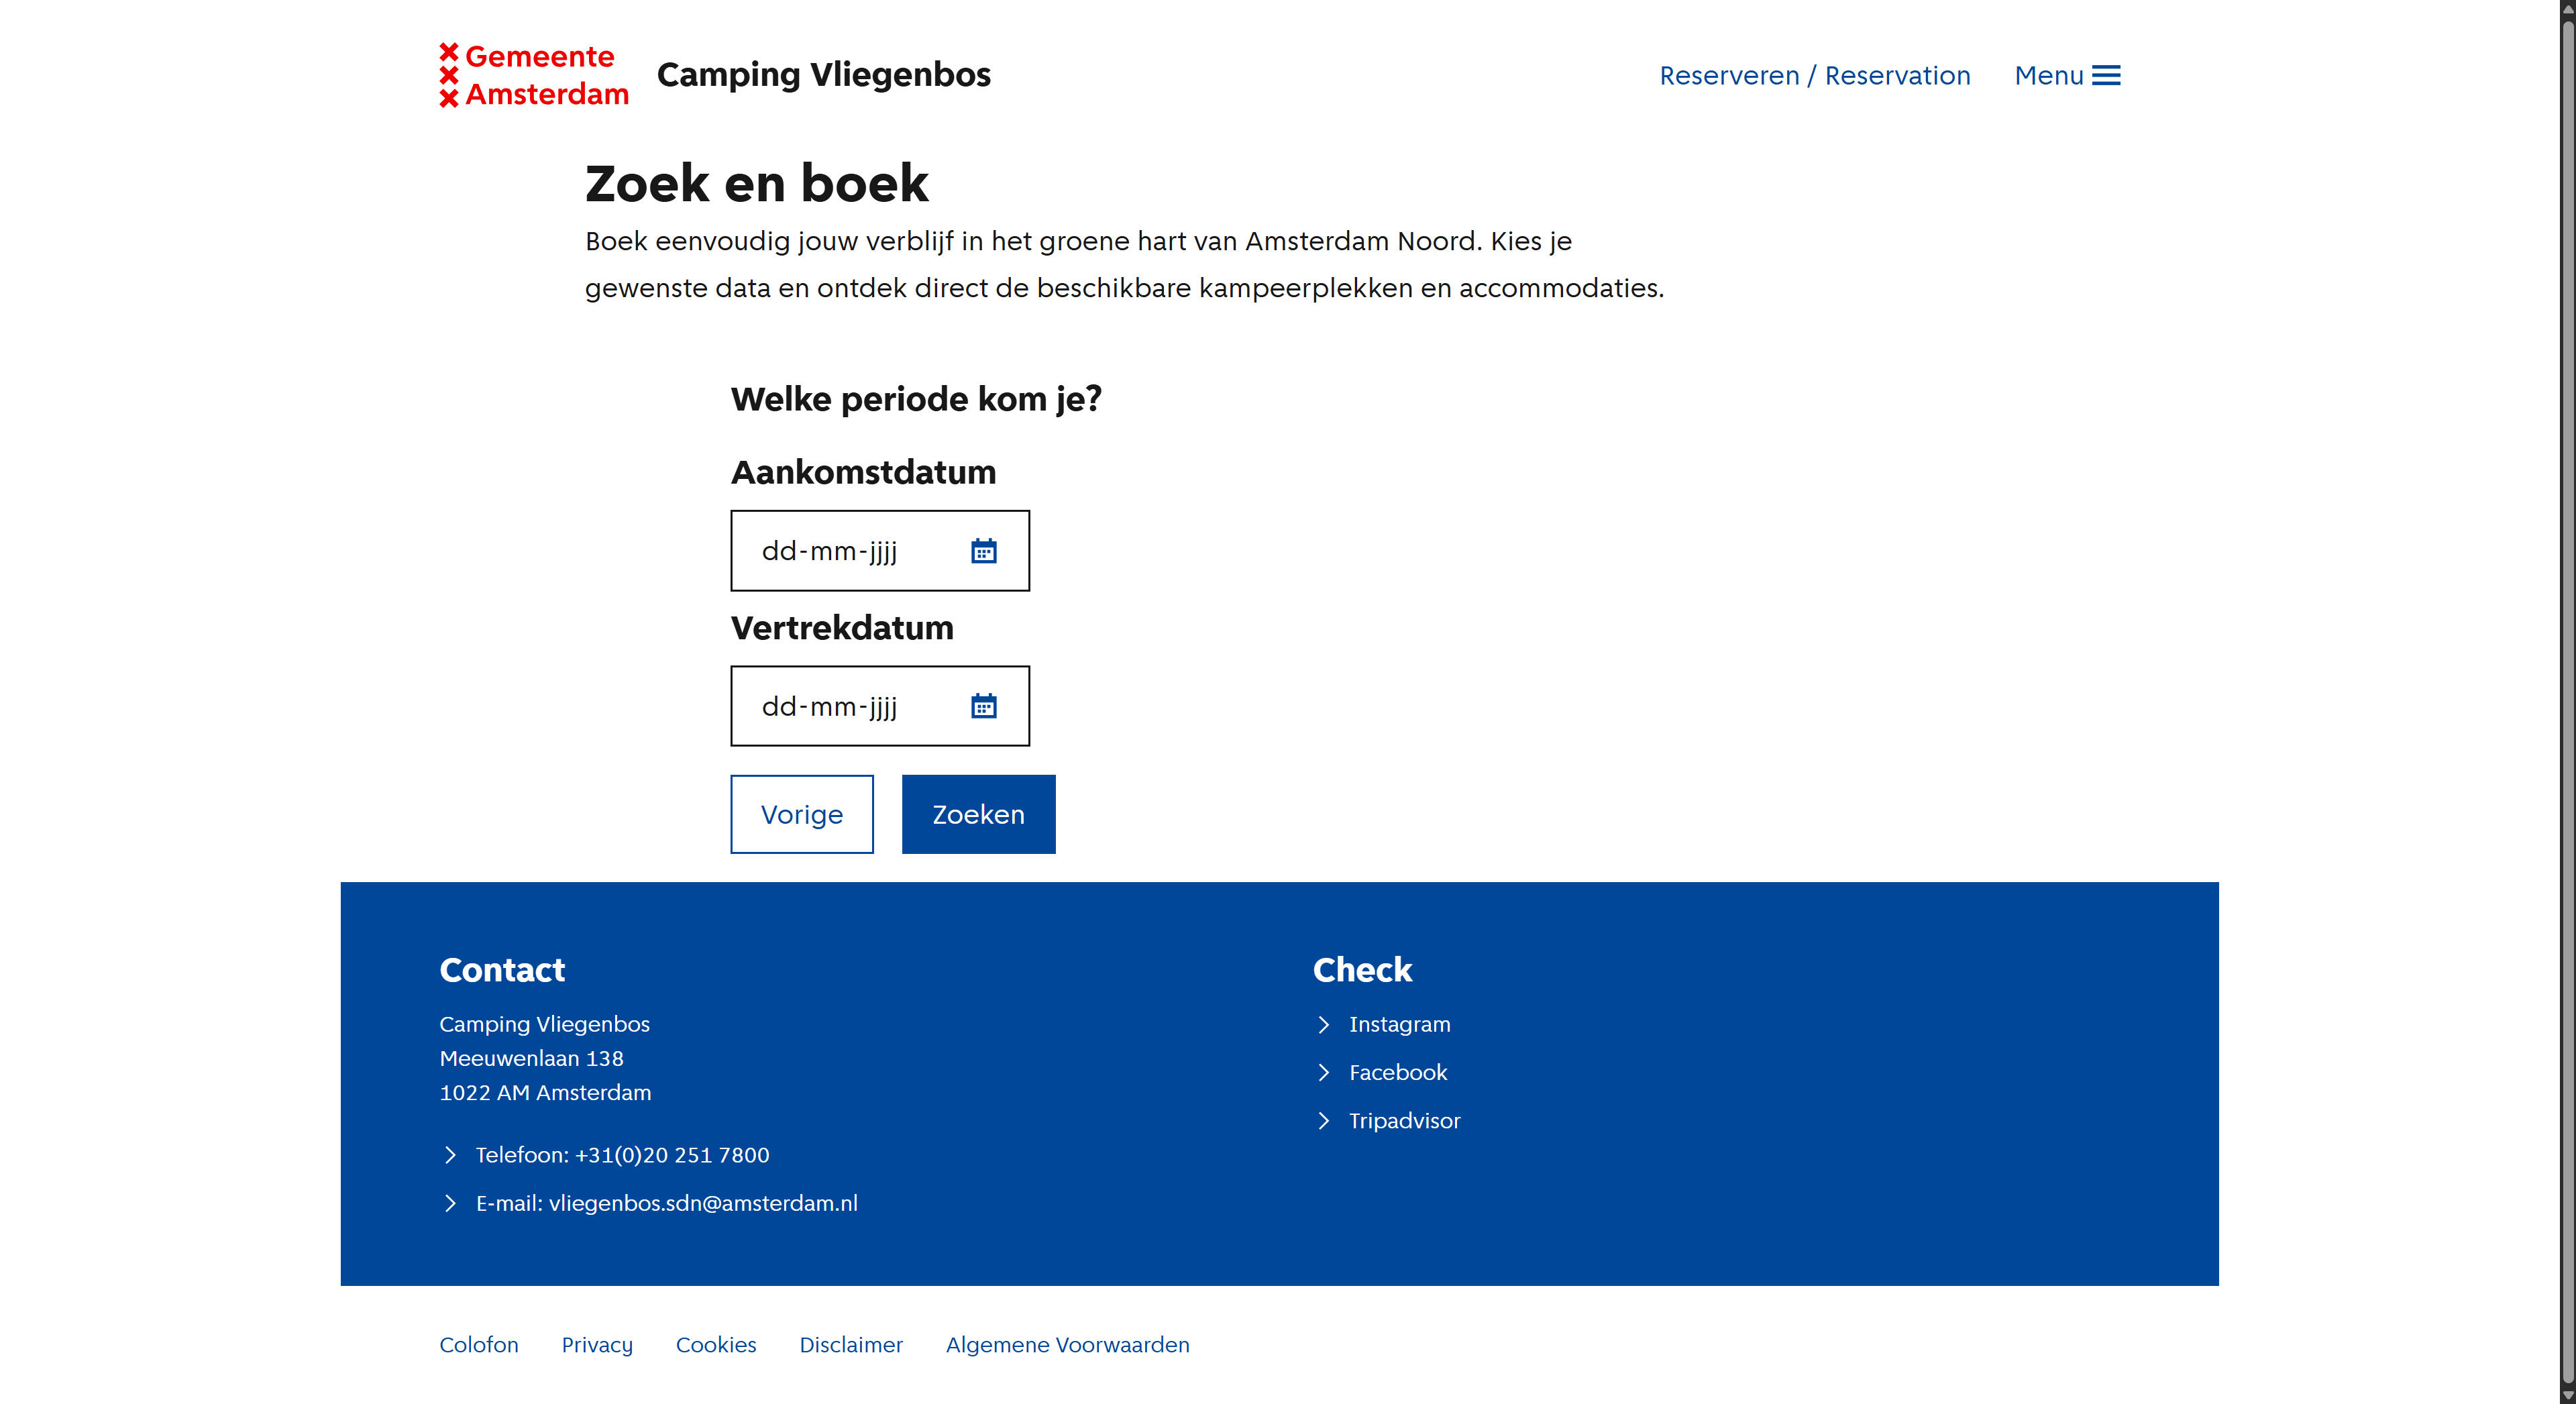 Gemeente
Amsterdam
Camping Vliegenbos
Reserveren / Reservation
Menu
Zoek en boek
Boek eenvoudig jouw verblijf in het groene hart van Amsterdam Noord. Kies je
gewenste data en ontdek direct de beschikbare kampeerplekken en accommodaties.
Welke periode kom je?
Aankomstdatum
dd-mm-jjjj
Vertrekdatum
dd-mm-jjjj
Vorige
Zoeken
Contact
Camping Vliegenbos
Meeuwenlaan 138
1022 AM Amsterdam
Telefoon: +31(0)20 251 7800
E-mail: vliegenbos.sdn@amsterdam.nl
Check
Instagram
Facebook
Tripadvisor
Colofon
Privacy
Cookies
Disclaimer
Algemene Voorwaarden